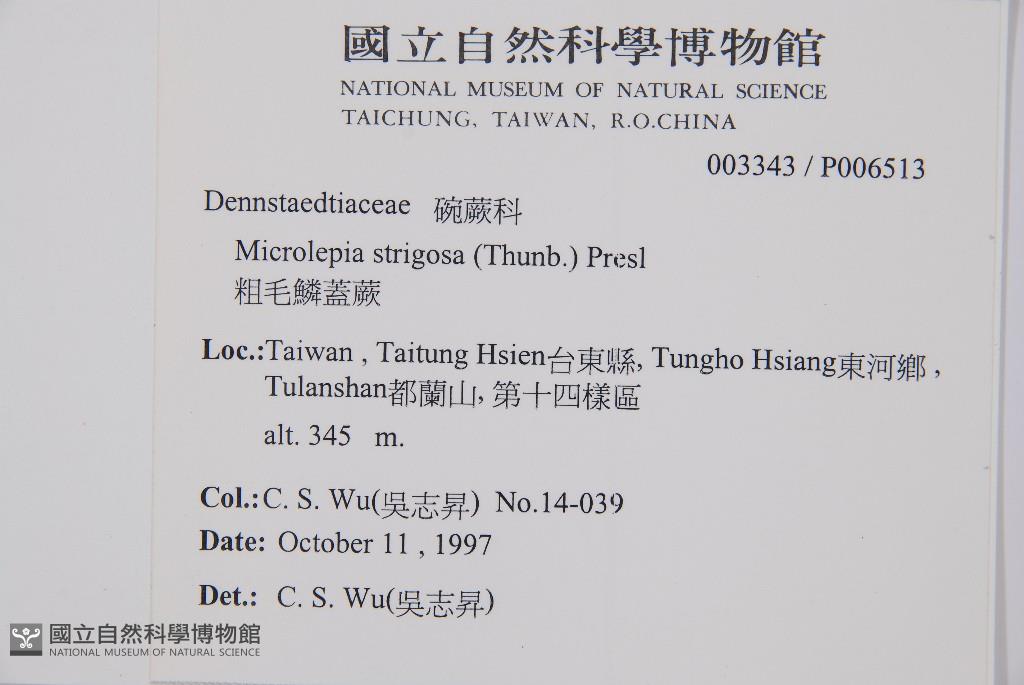 國立自然科學博物館
NATIONAL MUSEUM OF NATURAL SCIENCE
TAICHUNG, TAIWAN, R.O.CHINA
003343 / P006513
Dennstaedtiaceae 碗蕨科
Microlepia strigosa (Thunb.) Presl
粗毛鱗蓋蕨
Loc.:Taiwan , Taitung Hsien台東縣, Tungho Hsiang東河鄉 ,
Tulanshan都蘭山, 第十四樣區
alt. 345 m.
Col.:C. S. Wu(吳志昇) No.14-039
Date: October 11 , 1997
Det.: C. S. Wu(吳志昇)
國立自然科學博物館
NATIONAL MUSEUM OF NATURAL SCIENCE